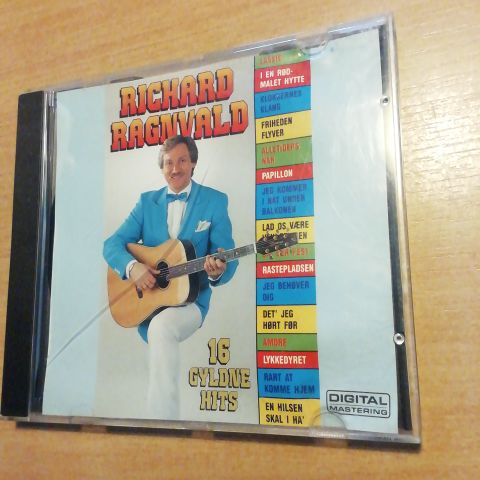 RICHARD
RAGNVALD
LASSIE
I EN RØD-
MALET HYTTE
KLOKKERNES
KLANG
FRIHEDEN
FLYVER
ALLETIDERS
NAR
PAPILLON
JEG KOMMER
I NAT UNDER
BALKONEN
LAD OS VÆRE
RASTEPLADSEN
JEG BEHØVER
DIG
DET' JEG
HØRT FØR
AMORE
LYKKEDYRET
RART AT
KOMME HJEM
EN HILSEN
SKAL I HA'
16
GYLDNE
HITS
DIGITAL
MASTERING